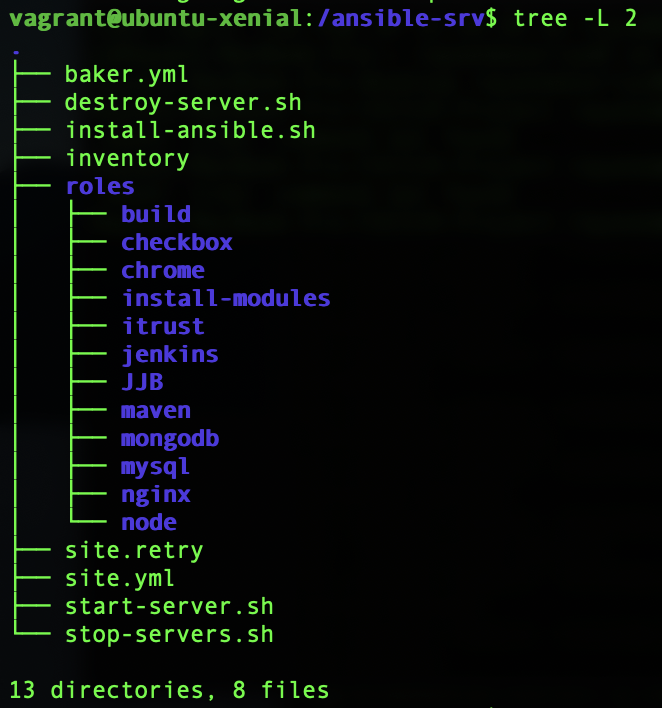 vagrant@ubuntu-xenial:/ansible-srv$ tree -L 2
.
├── baker.yml
├── destroy-server.sh
├── install-ansible.sh
├── inventory
├── roles
│   ├── build
│   ├── checkbox
│   ├── chrome
│   ├── install-modules
│   ├── itrust
│   ├── jenkins
│   ├── JJB
│   ├── maven
│   ├── mongodb
│   ├── mysql
│   ├── nginx
│   └── node
├── site.retry
├── site.yml
├── start-server.sh
└── stop-servers.sh
13 directories, 8 files